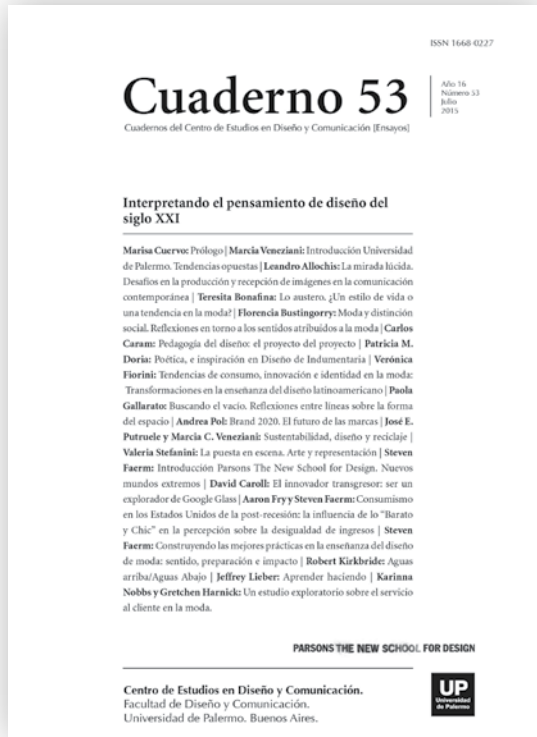 ISSN 1668 0227
Cuaderno 53
Año 16
Número 53
Julio
2015
Cuadernos del Centro de Estudios en Diseño y Comunicación [Ensayos]
Interpretando el pensamiento de diseño del
siglo XXI
Marisa Cuervo: Prólogo | Marcia Veneziani: Introducción Universidad
de Palermo. Tendencias opuestas | Leandro Allochis: La mirada lúcida.
Desafíos en la producción y recepción de imágenes en la comunicación
contemporánea | Teresita Bonafina: Lo austero. ¿Un estilo de vida o
una tendencia en la moda? | Florencia Bustingorry: Moda y distinción
social. Reflexiones en torno a los sentidos atribuidos a la moda | Carlos
Caram: Pedagogía del diseño: el proyecto del proyecto | Patricia M.
Doria: Poética, e inspiración en Diseño de Indumentaria | Verónica
Fiorini: Tendencias de consumo, innovación e identidad en la moda:
Transformaciones en la enseñanza del diseño latinoamericano | Paola
Gallarato: Buscando el vacío. Reflexiones entre líneas sobre la forma
del espacio | Andrea Pol: Brand 2020. El futuro de las marcas | José E.
Putruele y Marcia C. Veneziani: Sustentabilidad, diseño y reciclaje |
Valeria Stefanini: La puesta en escena. Arte y representación | Steven
Faerm: Introducción Parsons The New School for Design. Nuevos
mundos extremos | David Caroll: El innovador transgresor: ser un
explorador de Google Glass | Aaron Fry y Steven Faerm: Consumismo
en los Estados Unidos de la post-recesión: la influencia de lo "Barato
y Chic" en la percepción sobre la desigualdad de ingresos | Steven
Faerm: Construyendo las mejores prácticas en la enseñanza del diseño
de moda: sentido, preparación e impacto | Robert Kirkbride: Aguas
arriba/Aguas Abajo | Jeffrey Lieber: Aprender haciendo | Karinna
Nobbs y Gretchen Harnick: Un estudio exploratorio sobre el servicio
al cliente en la moda.
PARSONS THE NEW SCHOOL FOR DESIGN
Centro de Estudios en Diseño y Comunicación.
Facultad de Diseño y Comunicación.
Universidad de Palermo. Buenos Aires.
UP
Universidad
de Palermo